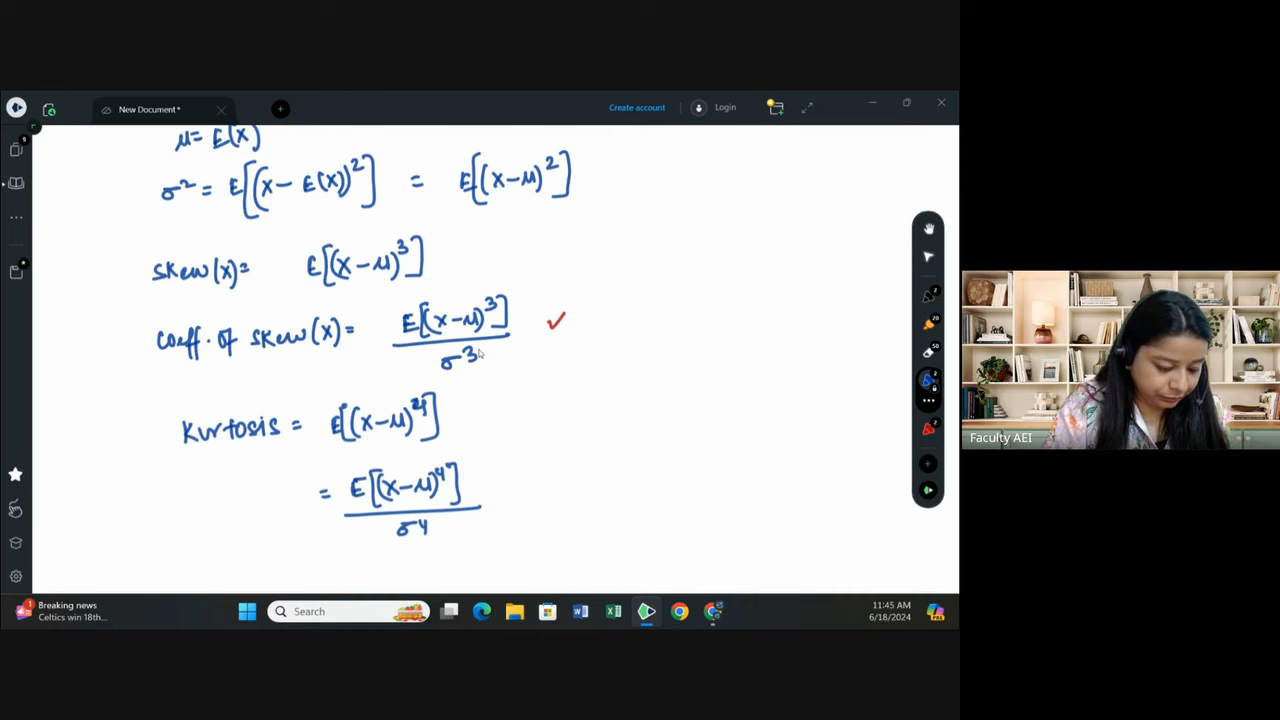 New Document*
Create account
Login
μ= E(X)
σ² = E[(X- E(X))²] = E[(X-μ)²]
Skew(X)= E[(X-μ)³]
Coeff. of Skew(X)= E[(X-μ)³] / σ³ ✓
Kurtosis = E[(X-μ)⁴]
= E[(X-μ)⁴] / σ⁴
Faculty AEI
Breaking news
Celtics win 18th...
Search
11:45 AM
6/18/2024